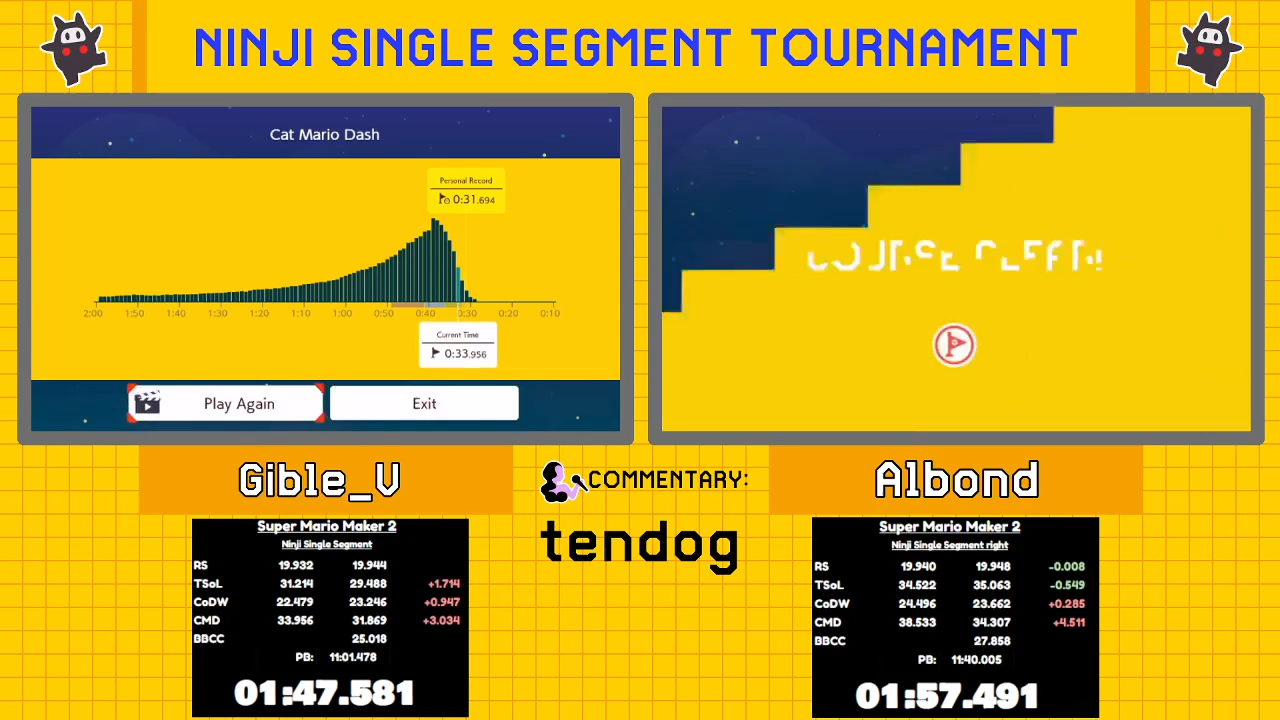 NINJI SINGLE SEGMENT TOURNAMENT
Cat Mario Dash
Personal Record
0:31.694
2:00 1:50 1:40 1:30 1:20 1:10 1:00 0:50 0:40 0:30 0:20 0:10
Current Time
0:33.956
Play Again
Exit
Gible_V
COMMENTARY:
tendog
Albond
Super Mario Maker 2
Ninji Single Segment
RS 19.932 19.944
TSoL 31.214 29.488 +1.714
CoDW 22.479 23.246 +0.947
CMD 33.956 31.869 +3.034
BBCC 25.018
PB: 11:01.478
01:47.581
Super Mario Maker 2
Ninji Single Segment right
RS 19.940 19.948 -0.008
TSoL 34.522 35.063 -0.549
CoDW 24.496 23.662 +0.285
CMD 38.533 34.307 +4.511
BBCC 27.858
PB: 11:40.005
01:57.491